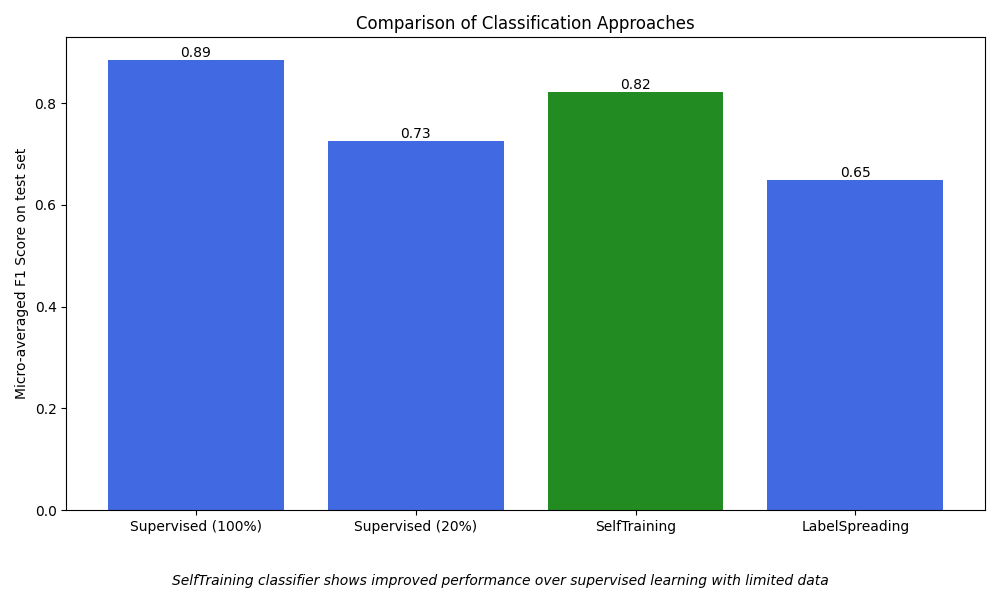 Comparison of Classification Approaches
Micro-averaged F1 Score on test set
0.8
0.6
0.4
0.2
0.0
0.89
0.73
0.82
0.65
Supervised (100%)
Supervised (20%)
SelfTraining
LabelSpreading
SelfTraining classifier shows improved performance over supervised learning with limited data